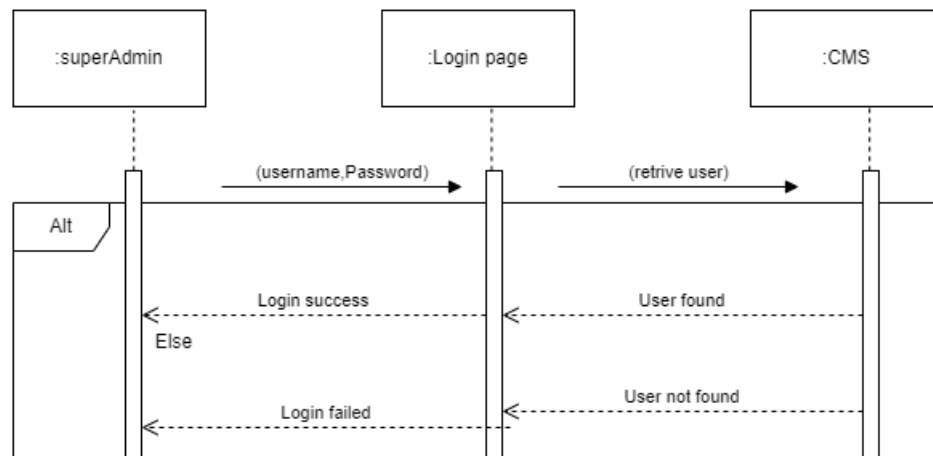 :superAdmin
:Login page
:CMS
(username,Password)
(retrive user)
Alt
Login success
User found
Else
User not found
Login failed